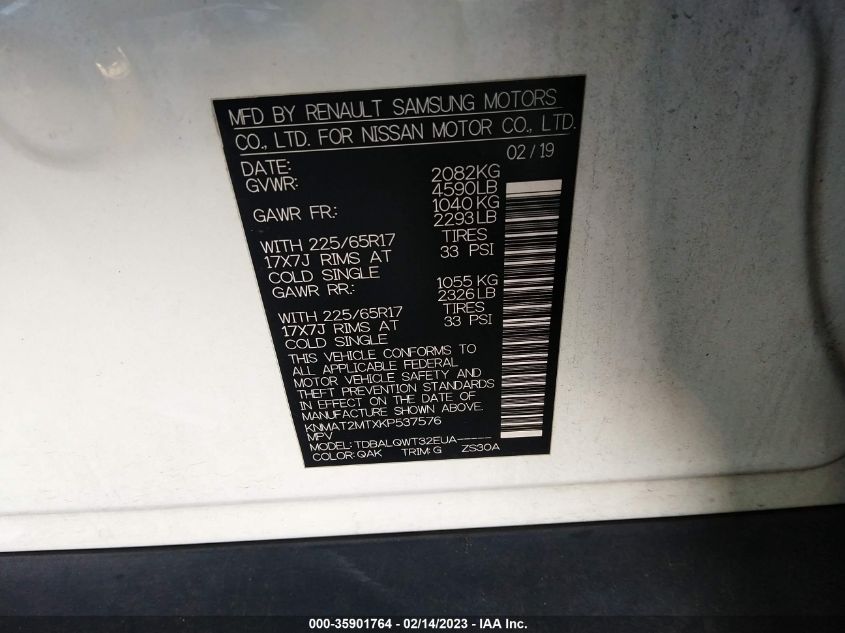 MFD BY RENAULT SAMSUNG MOTORS
CO., LTD. FOR NISSAN MOTOR CO., LTD.
DATE: 02/19
GVWR: 2082KG
4590LB
GAWR FR.: 1040KG
2293LB
WITH 225/65R17 TIRES
17X7J RIMS AT 33 PSI
COLD SINGLE
GAWR RR.: 1055 KG
2326LB
WITH 225/65R17 TIRES
17X7J RIMS AT 33 PSI
COLD SINGLE
THIS VEHICLE CONFORMS TO
ALL APPLICABLE FEDERAL
MOTOR VEHICLE SAFETY AND
THEFT PREVENTION STANDARDS
IN EFFECT ON THE DATE OF
MANUFACTURE SHOWN ABOVE.
KNMAT2MTXKP537576
MPV
MODEL:TDBALQWT32EUA------
COLOR:QAK TRIM:G ZS30A
000-35901764 - 02/14/2023 - IAA Inc.